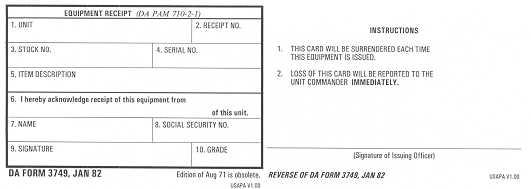 EQUIPMENT RECEIPT (DA PAM 710-2-1)
1. UNIT
2. RECEIPT NO.
3. STOCK NO.
4. SERIAL NO.
5. ITEM DESCRIPTION
6. I hereby acknowledge receipt of this equipment from
of this unit.
7. NAME
8. SOCIAL SECURITY NO.
9. SIGNATURE
10. GRADE
DA FORM 3749, JAN 82
Edition of Aug 71 is obsolete.
USAPA V1.00
INSTRUCTIONS
1. THIS CARD WILL BE SURRENDERED EACH TIME
THIS EQUIPMENT IS ISSUED.
2. LOSS OF THIS CARD WILL BE REPORTED TO THE
UNIT COMMANDER IMMEDIATELY.
(Signature of Issuing Officer)
REVERSE OF DA FORM 3749, JAN 82
USAPA V1.00